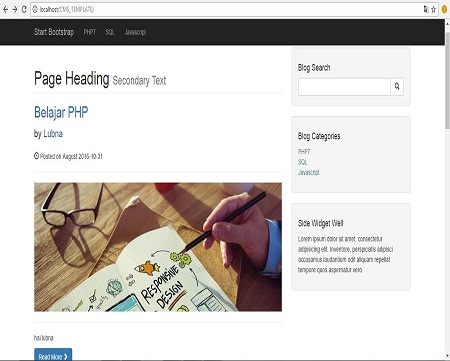 localhost/CMS_TEMPLATE/
Start Bootstrap PHP7 SQL Javascript
Page Heading Secondary Text
Belajar PHP
by Lubna
Posted on August 2016-10-31
RESPONSIVE
DESIGN
hai lubna
Read More
Blog Search
Blog Categories
PHP7
SQL
Javascript
Side Widget Well
Lorem ipsum dolor sit amet, consectetur
adipisicing elit. Inventore, perspiciatis adipisci
accusamus laudantium odit aliquam repellat
tempore quos aspernatur vero.